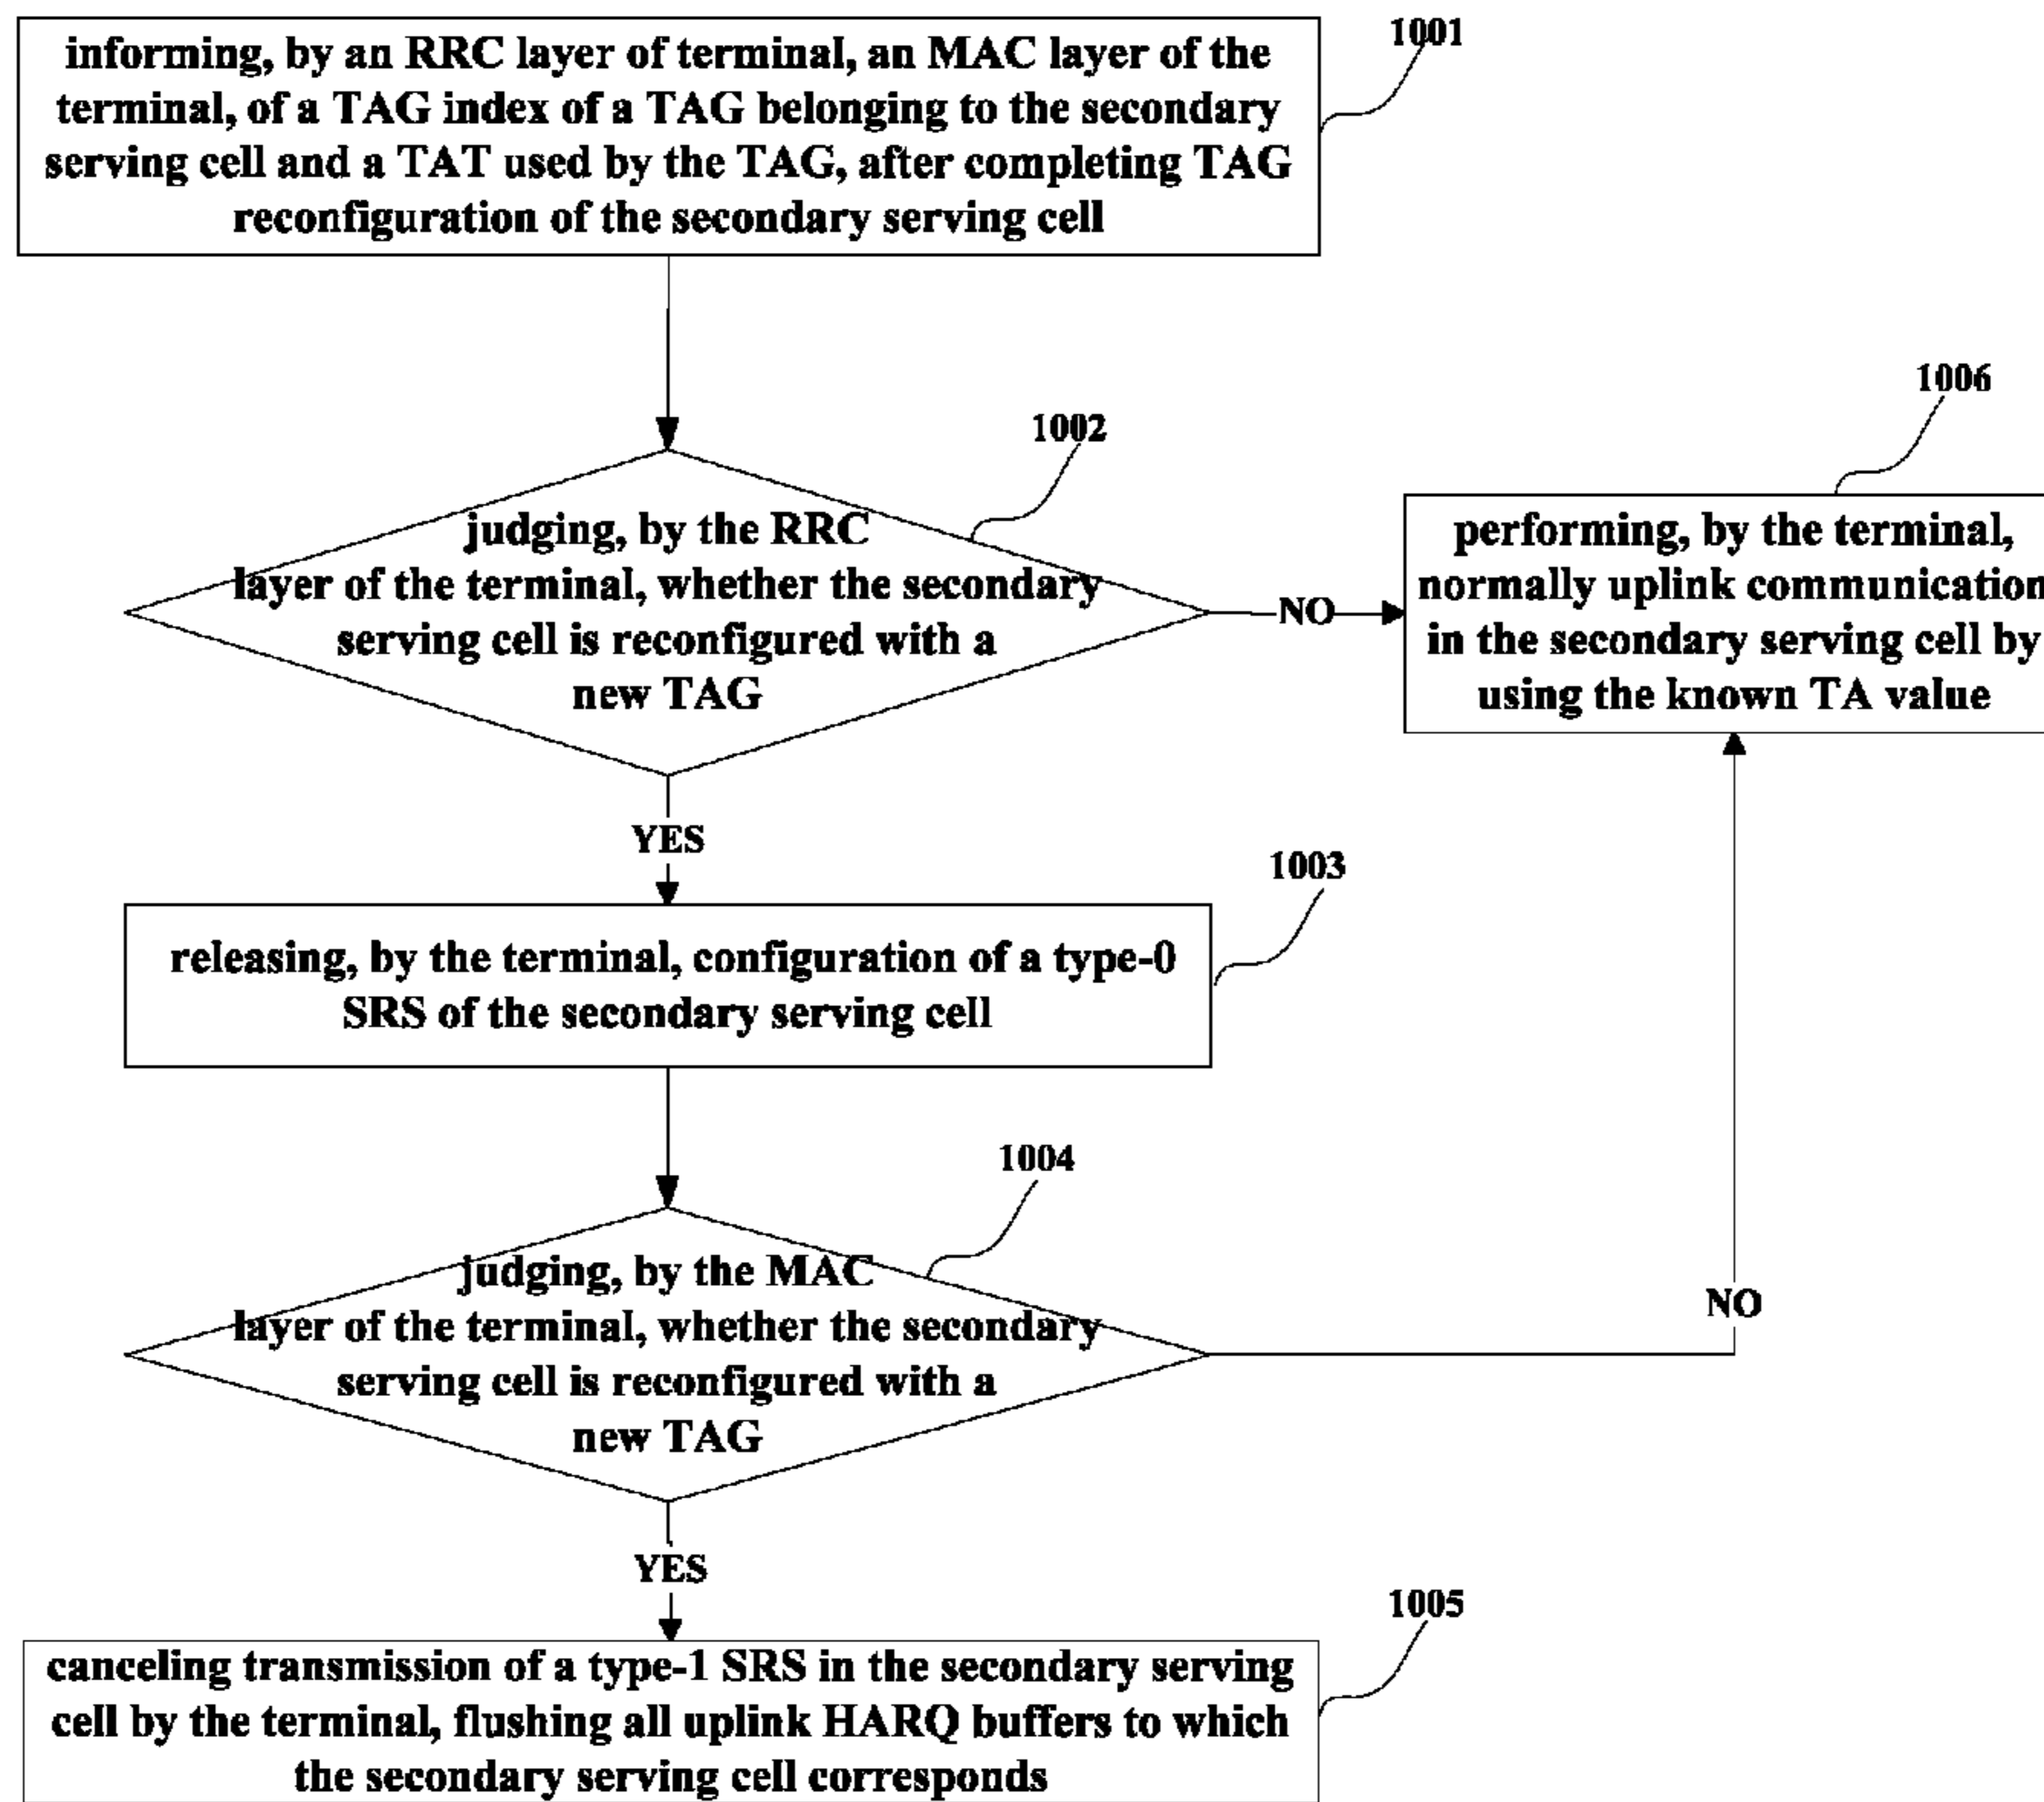 informing, by an RRC layer of terminal, an MAC layer of the
terminal, of a TAG index of a TAG belonging to the secondary
serving cell and a TAT used by the TAG, after completing TAG
reconfiguration of the secondary serving cell
1001
1002
judging, by the RRC
layer of the terminal, whether the secondary
serving cell is reconfigured with a
new TAG
NO
1006
performing, by the terminal,
normally uplink communication
in the secondary serving cell by
using the known TA value
YES
1003
releasing, by the terminal, configuration of a type-0
SRS of the secondary serving cell
1004
judging, by the MAC
layer of the terminal, whether the secondary
serving cell is reconfigured with a
new TAG
NO
YES
1005
canceling transmission of a type-1 SRS in the secondary serving
cell by the terminal, flushing all uplink HARQ buffers to which
the secondary serving cell corresponds